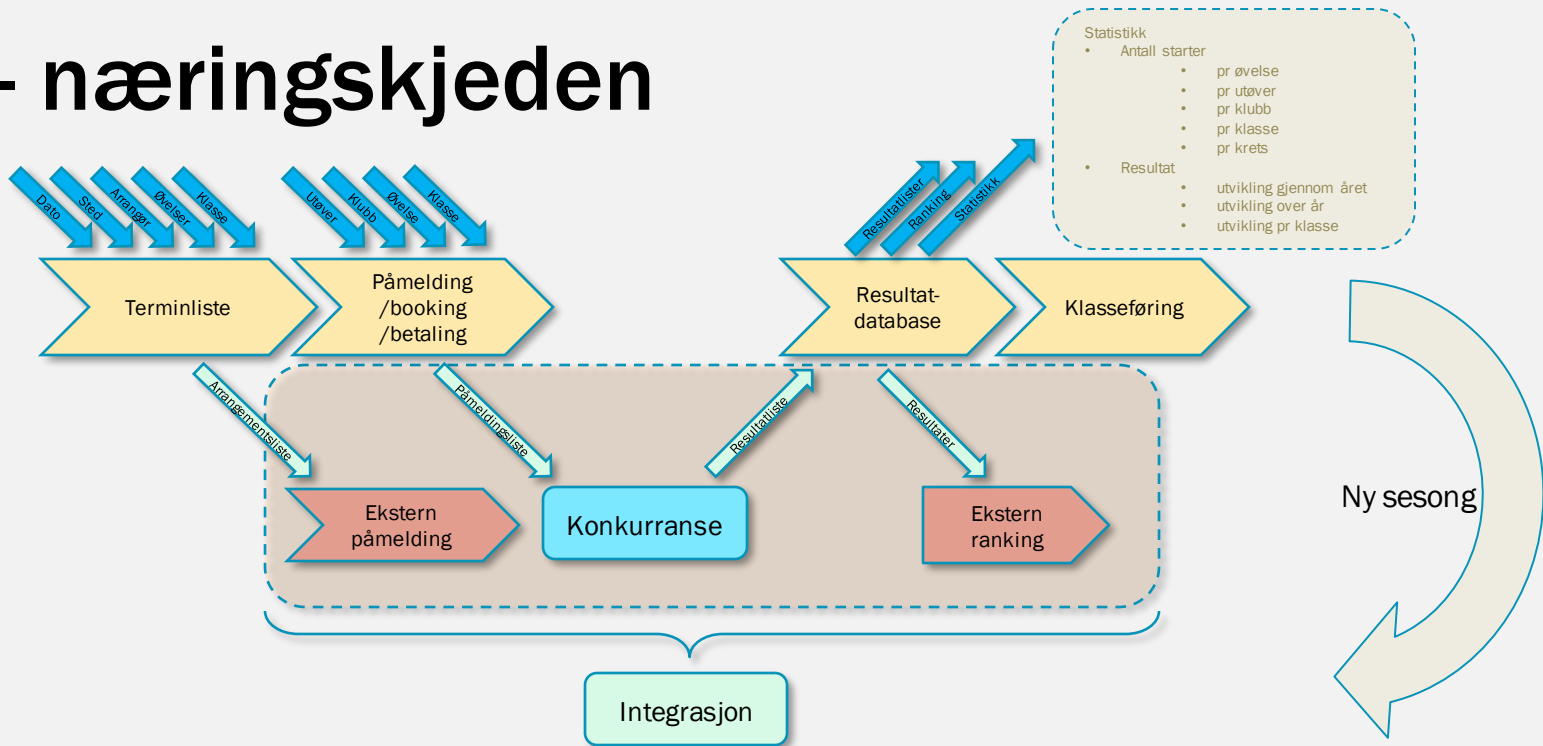 - næringskjeden
Statistikk
• Antall starter
• pr øvelse
• pr utøver
• pr klubb
• pr klasse
• pr krets
• Resultat
• utvikling gjennom året
• utvikling over år
• utvikling pr klasse
Dato
Sted
Arrangør
Øvelser
Klasse
Utøver
Klubb
Øvelse
Klasse
Resultatlister
Ranking
Statistikk
Terminliste
Påmelding
/booking
/betaling
Resultat-
database
Klasseføring
Arrangementsliste
Påmeldingsliste
Resultatliste
Resultater
Ekstern
påmelding
Konkurranse
Ekstern
ranking
Ny sesong
Integrasjon